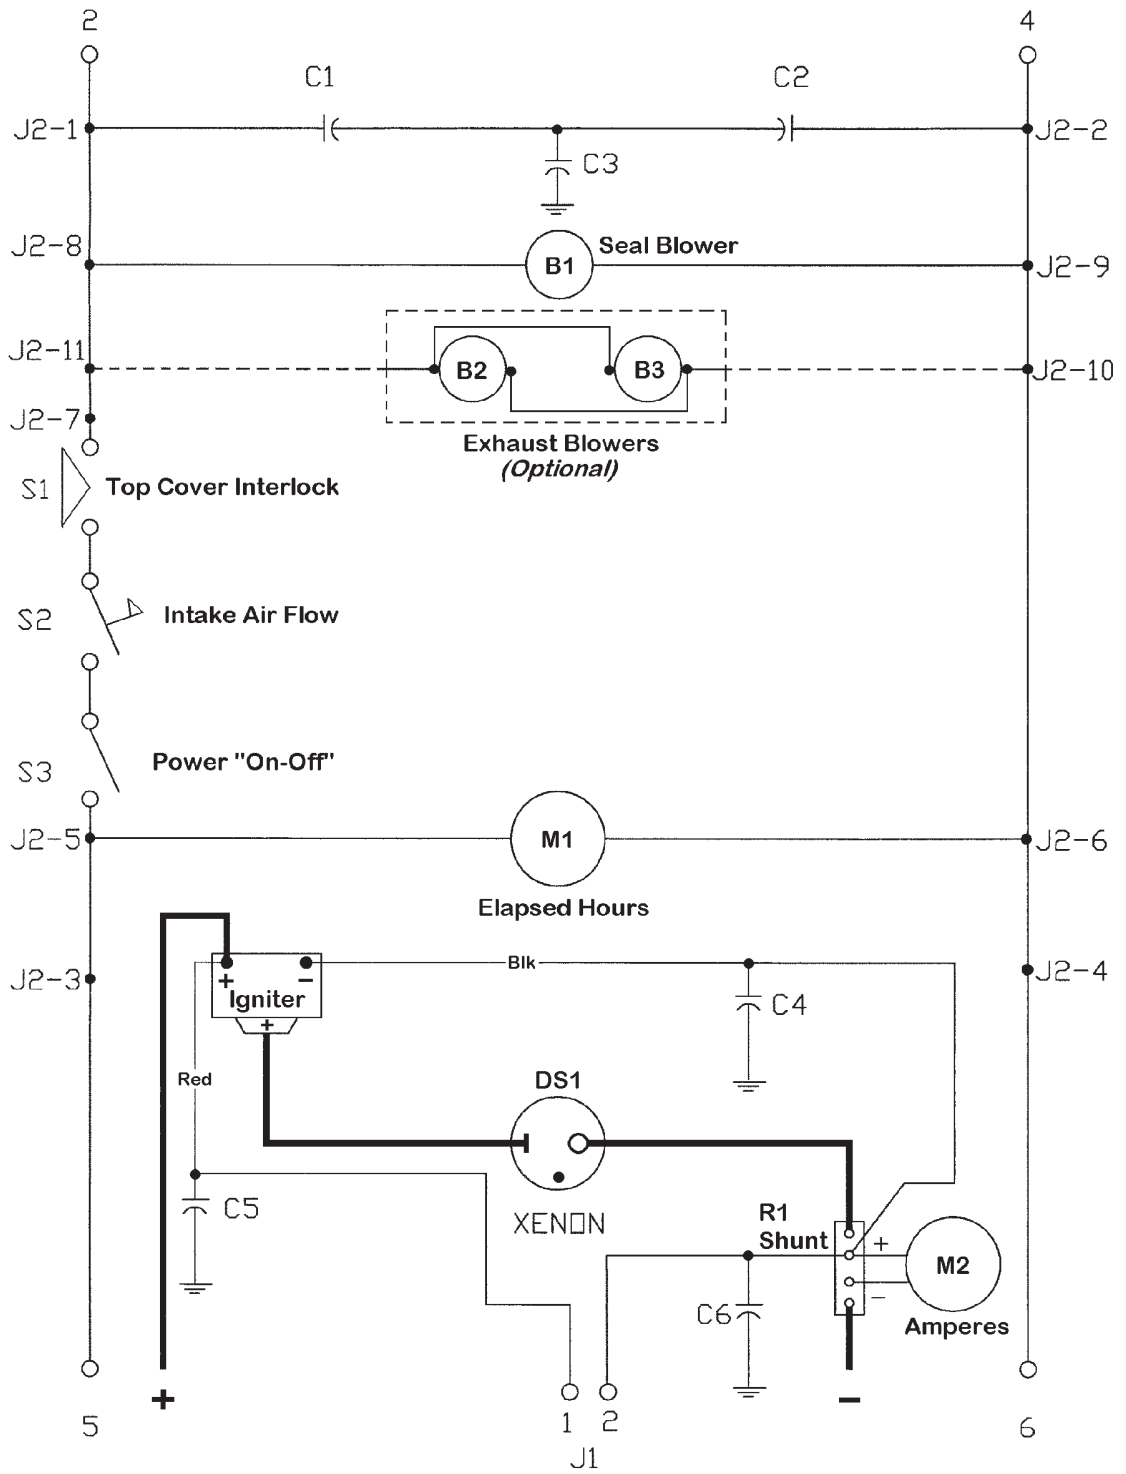 2
4
C1
C2
J2-1
J2-2
C3
J2-8
Seal Blower
B1
J2-9
J2-11
B2
B3
J2-10
J2-7
Exhaust Blowers
(Optional)
S1
Top Cover Interlock
S2
Intake Air Flow
S3
Power "On-Off"
J2-5
M1
J2-6
Elapsed Hours
J2-3
+
−
Blk
J2-4
Igniter
+
C4
Red
DS1
C5
XENON
R1
Shunt
+
M2
−
C6
Amperes
+
−
5
1
2
6
J1